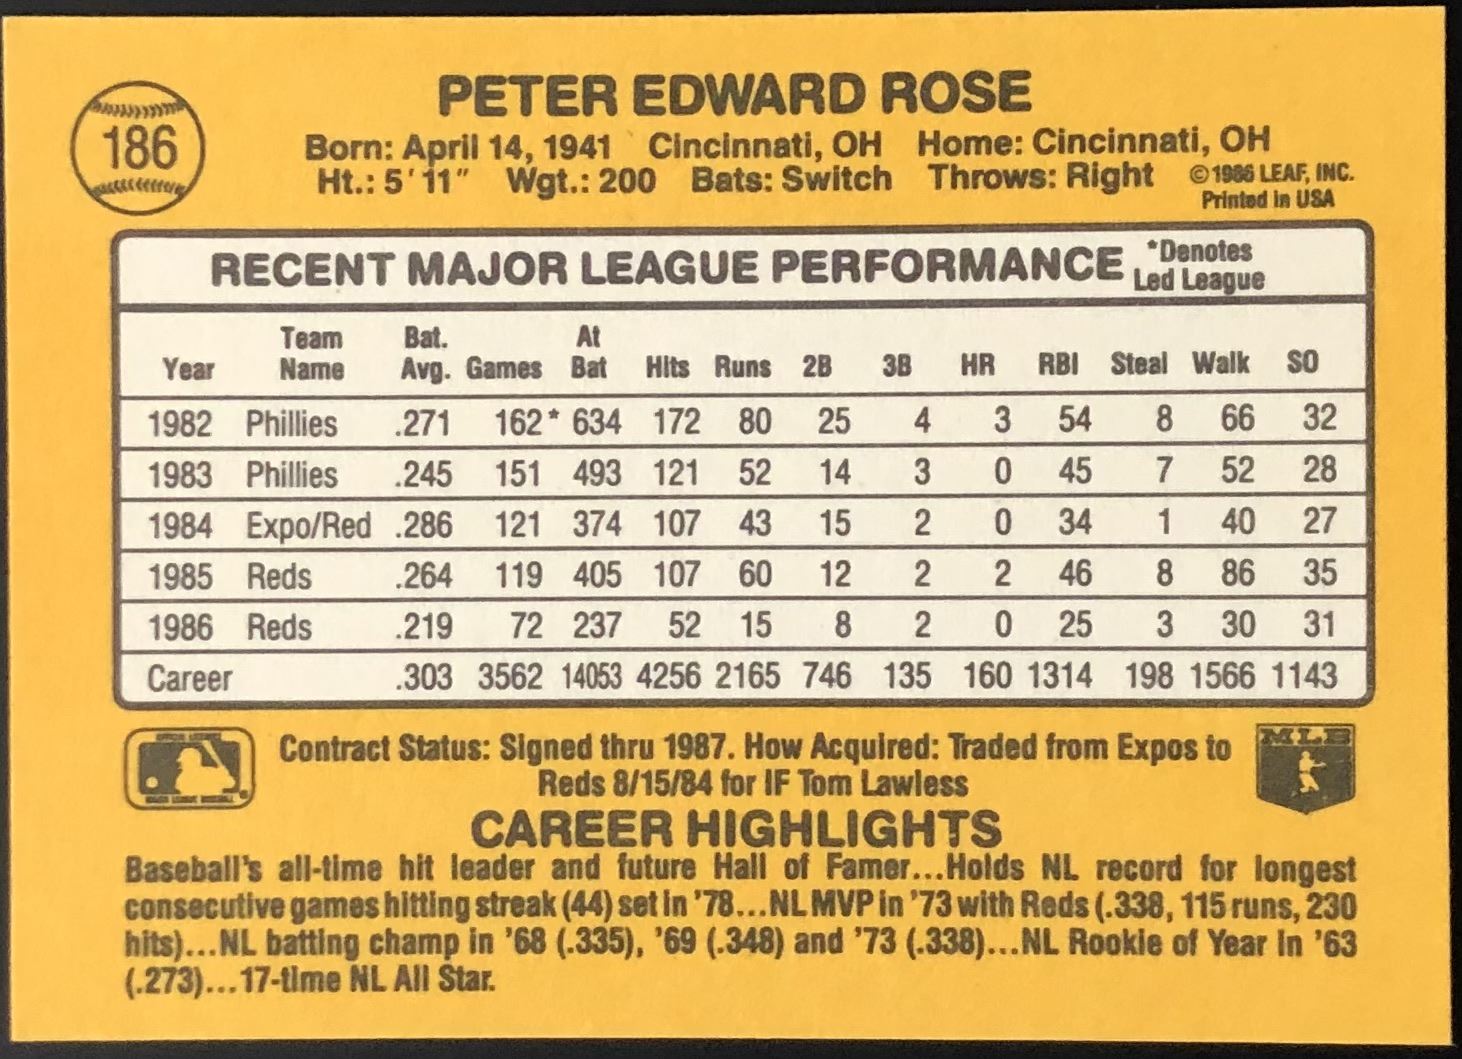 186
PETER EDWARD ROSE
Born: April 14, 1941 Cincinnati, OH Home: Cincinnati, OH
Ht.: 5'11" Wgt.: 200 Bats: Switch Throws: Right ©1986 LEAF, INC.
Printed in USA
RECENT MAJOR LEAGUE PERFORMANCE *Denotes
Led League
Year Team Name Bat. Avg. Games At Bat Hits Runs 2B 3B HR RBI Steal Walk SO
1982 Phillies .271 162* 634 172 80 25 4 3 54 8 66 32
1983 Phillies .245 151 493 121 52 14 3 0 45 7 52 28
1984 Expo/Red .286 121 374 107 43 15 2 0 34 1 40 27
1985 Reds .264 119 405 107 60 12 2 2 46 8 86 35
1986 Reds .219 72 237 52 15 8 2 0 25 3 30 31
Career .303 3562 14053 4256 2165 746 135 160 1314 198 1566 1143
Contract Status: Signed thru 1987. How Acquired: Traded from Expos to
Reds 8/15/84 for IF Tom Lawless
MLB
CAREER HIGHLIGHTS
Baseball's all-time hit leader and future Hall of Famer...Holds NL record for longest
consecutive games hitting streak (44) set in '78...NL MVP in '73 with Reds (.338, 115 runs, 230
hits)...NL batting champ in '68 (.335), '69 (.348) and '73 (.338)...NL Rookie of Year in '63
(.273)...17-time NL All Star.